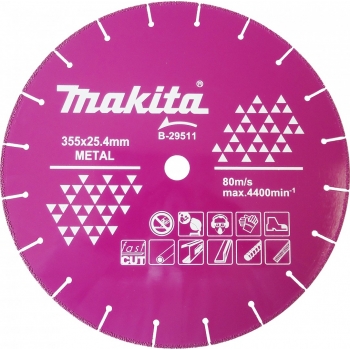 makita®
B-29511
355x25.4mm
METAL
80m/s
max.4400min⁻¹
fast
CUT